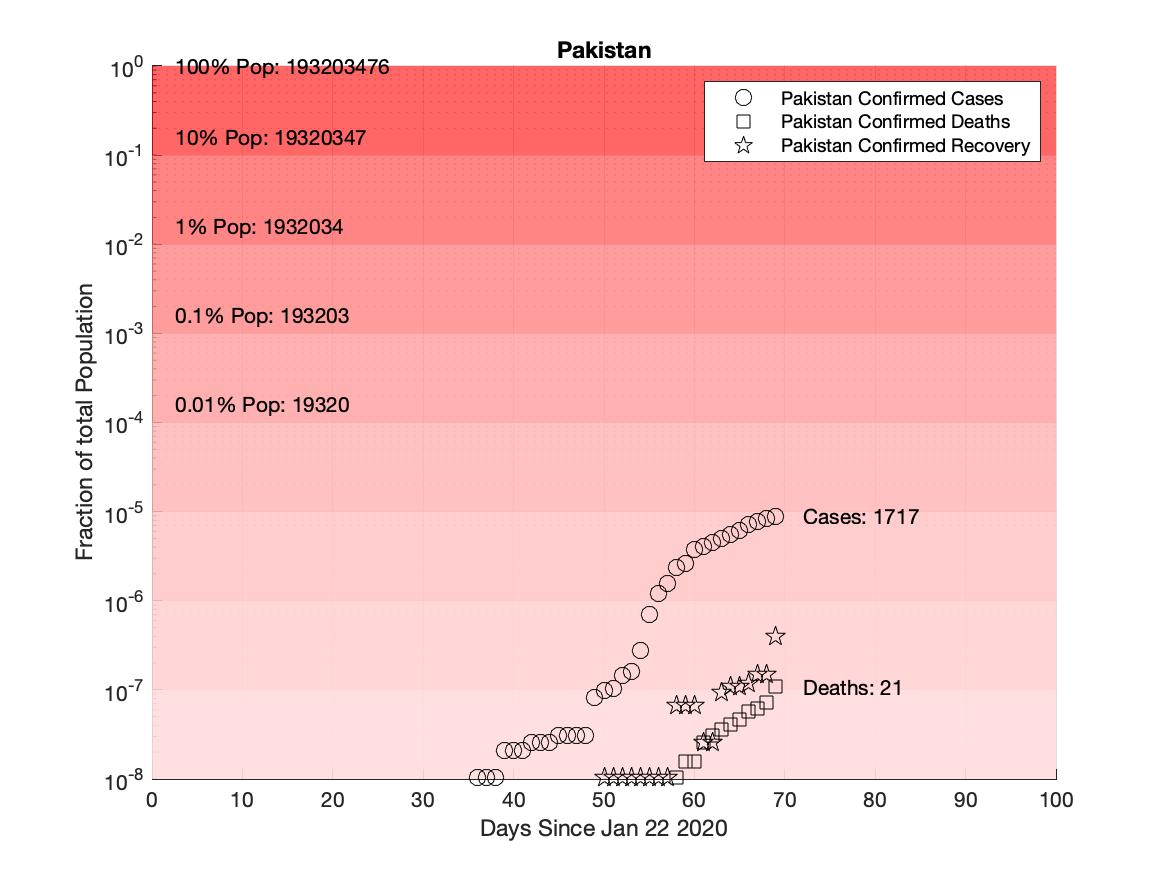 Pakistan
100% Pop: 193203476
10% Pop: 19320347
1% Pop: 1932034
0.1% Pop: 193203
0.01% Pop: 19320
Pakistan Confirmed Cases
Pakistan Confirmed Deaths
Pakistan Confirmed Recovery
Cases: 1717
Deaths: 21
Fraction of total Population
10^0
10^-1
10^-2
10^-3
10^-4
10^-5
10^-6
10^-7
10^-8
0 10 20 30 40 50 60 70 80 90 100
Days Since Jan 22 2020